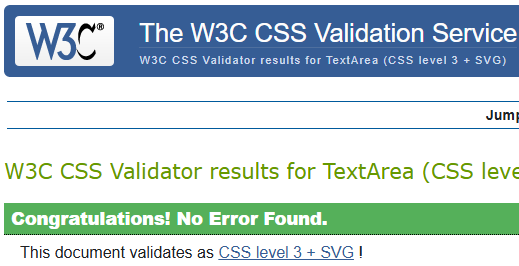 W3C®
The W3C CSS Validation Service
W3C CSS Validator results for TextArea (CSS level 3 + SVG)
Jump
W3C CSS Validator results for TextArea (CSS leve
Congratulations! No Error Found.
This document validates as CSS level 3 + SVG !